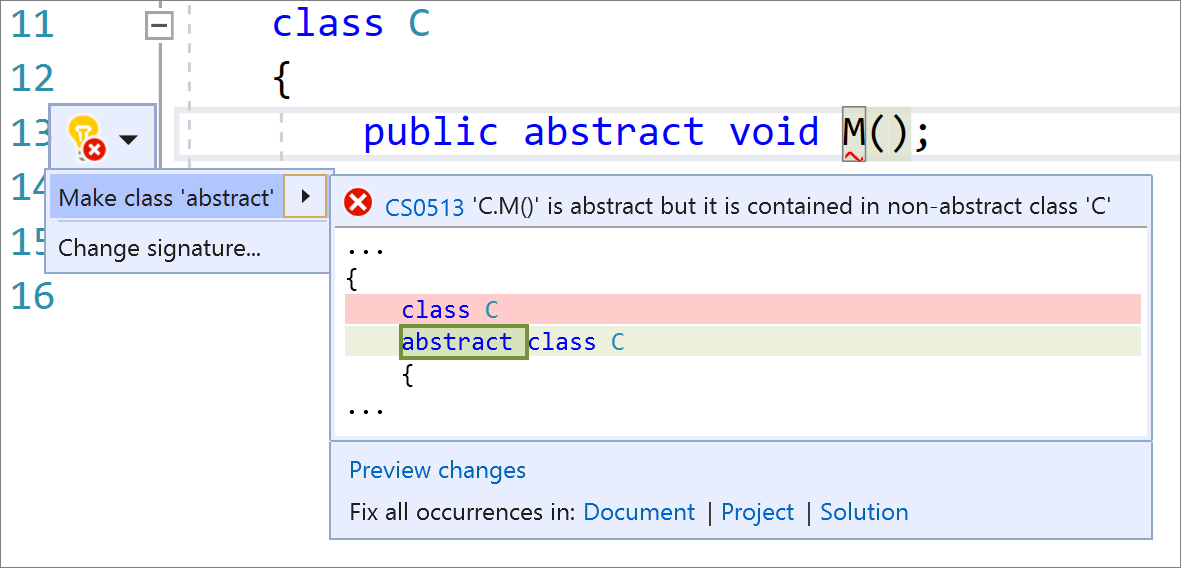 11 class C
12 {
13 public abstract void M();
14
Make class 'abstract'
15
Change signature...
16
CS0513 'C.M()' is abstract but it is contained in non-abstract class 'C'
...
{
class C
abstract class C
{
...
Preview changes
Fix all occurrences in: Document | Project | Solution